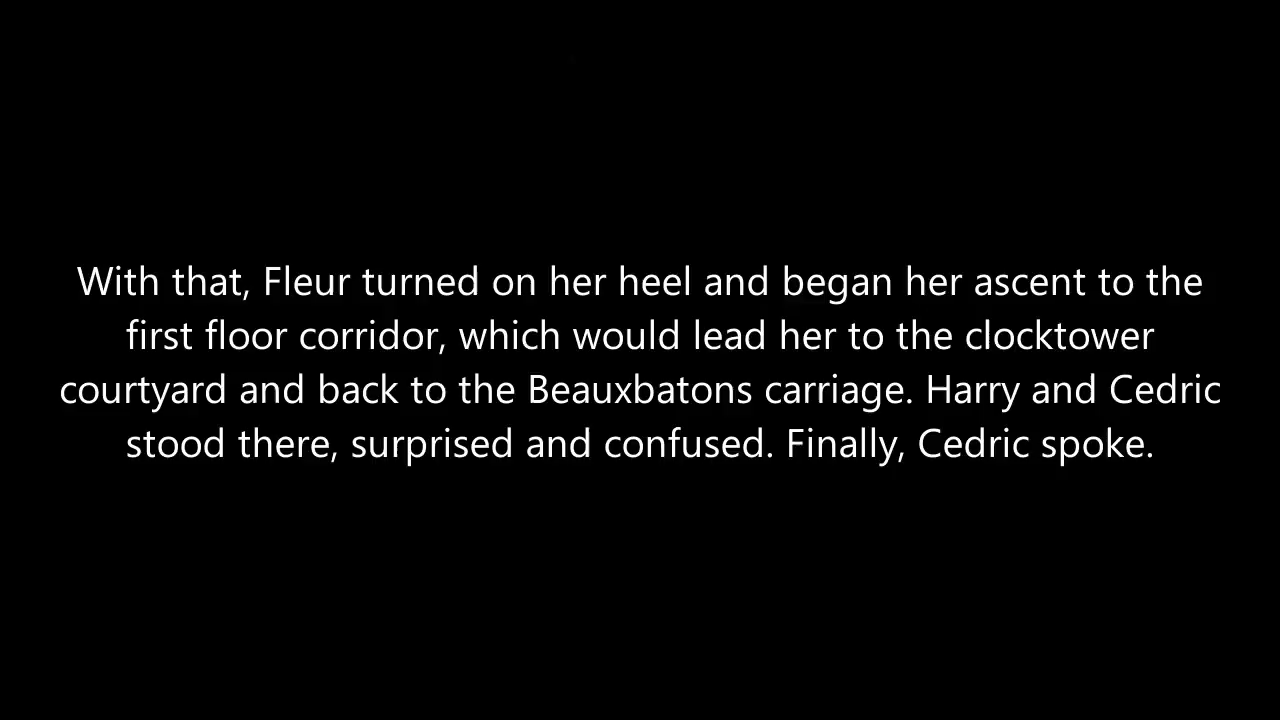 With that, Fleur turned on her heel and began her ascent to the
first floor corridor, which would lead her to the clocktower
courtyard and back to the Beauxbatons carriage. Harry and Cedric
stood there, surprised and confused. Finally, Cedric spoke.